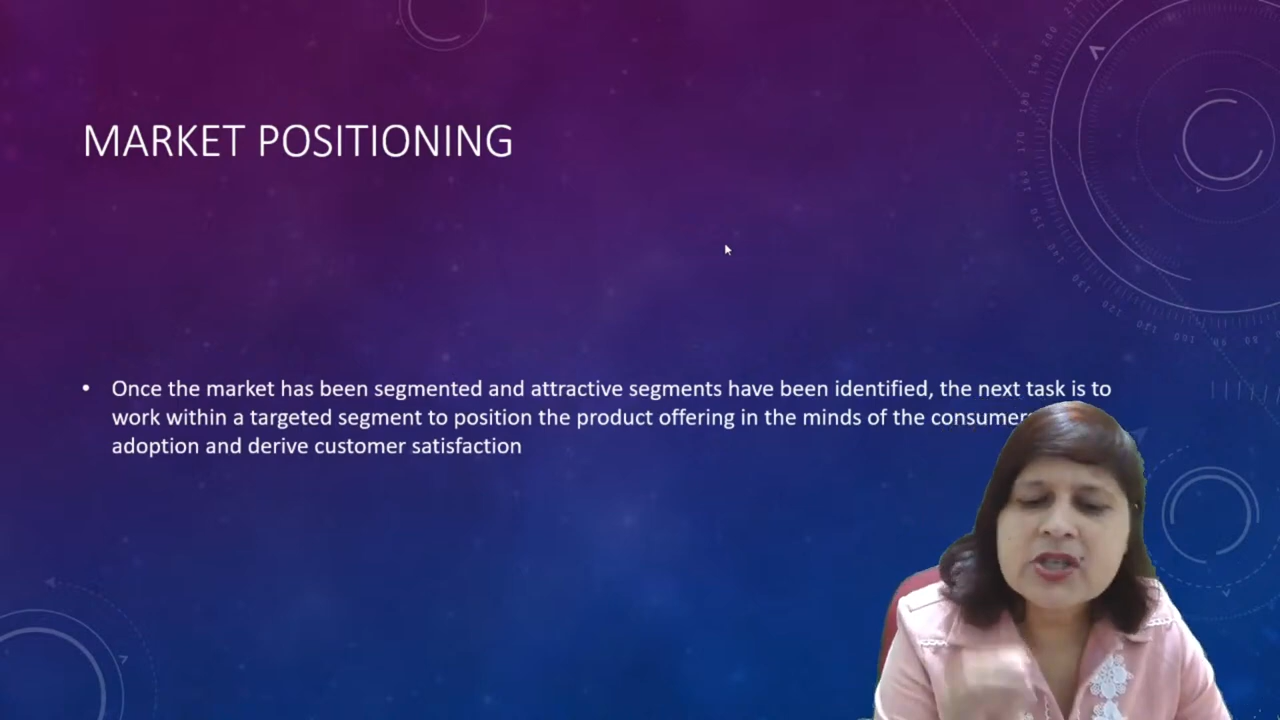 MARKET POSITIONING
• Once the market has been segmented and attractive segments have been identified, the next task is to
work within a targeted segment to position the product offering in the minds of the consumers
adoption and derive customer satisfaction